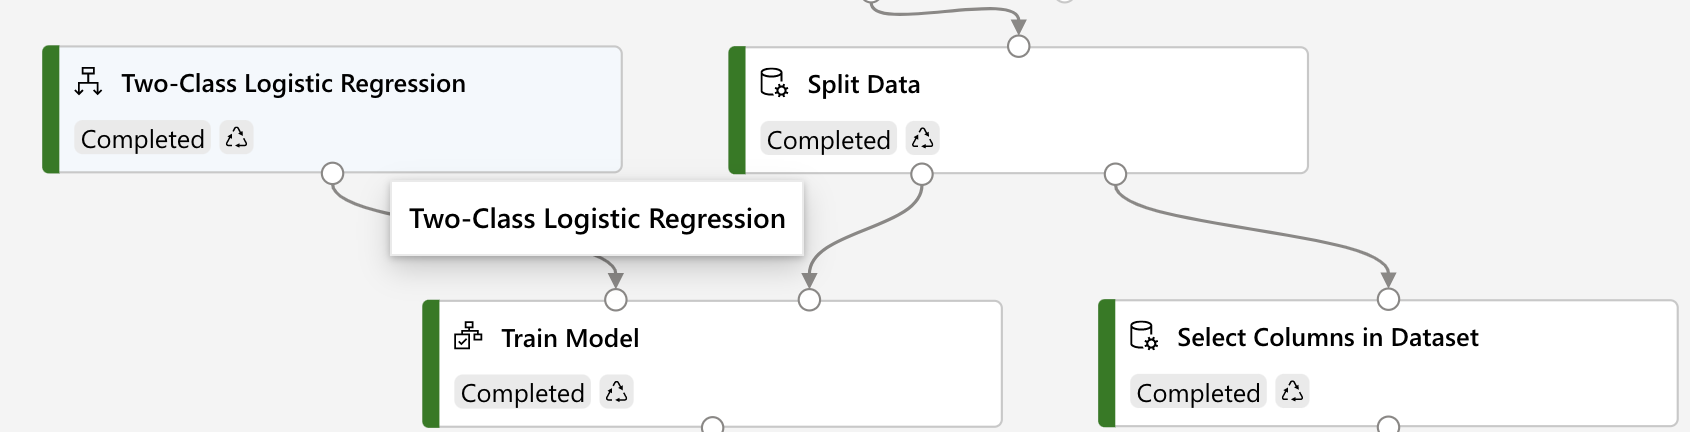 Two-Class Logistic Regression
Completed
Split Data
Completed
Two-Class Logistic Regression
Train Model
Completed
Select Columns in Dataset
Completed